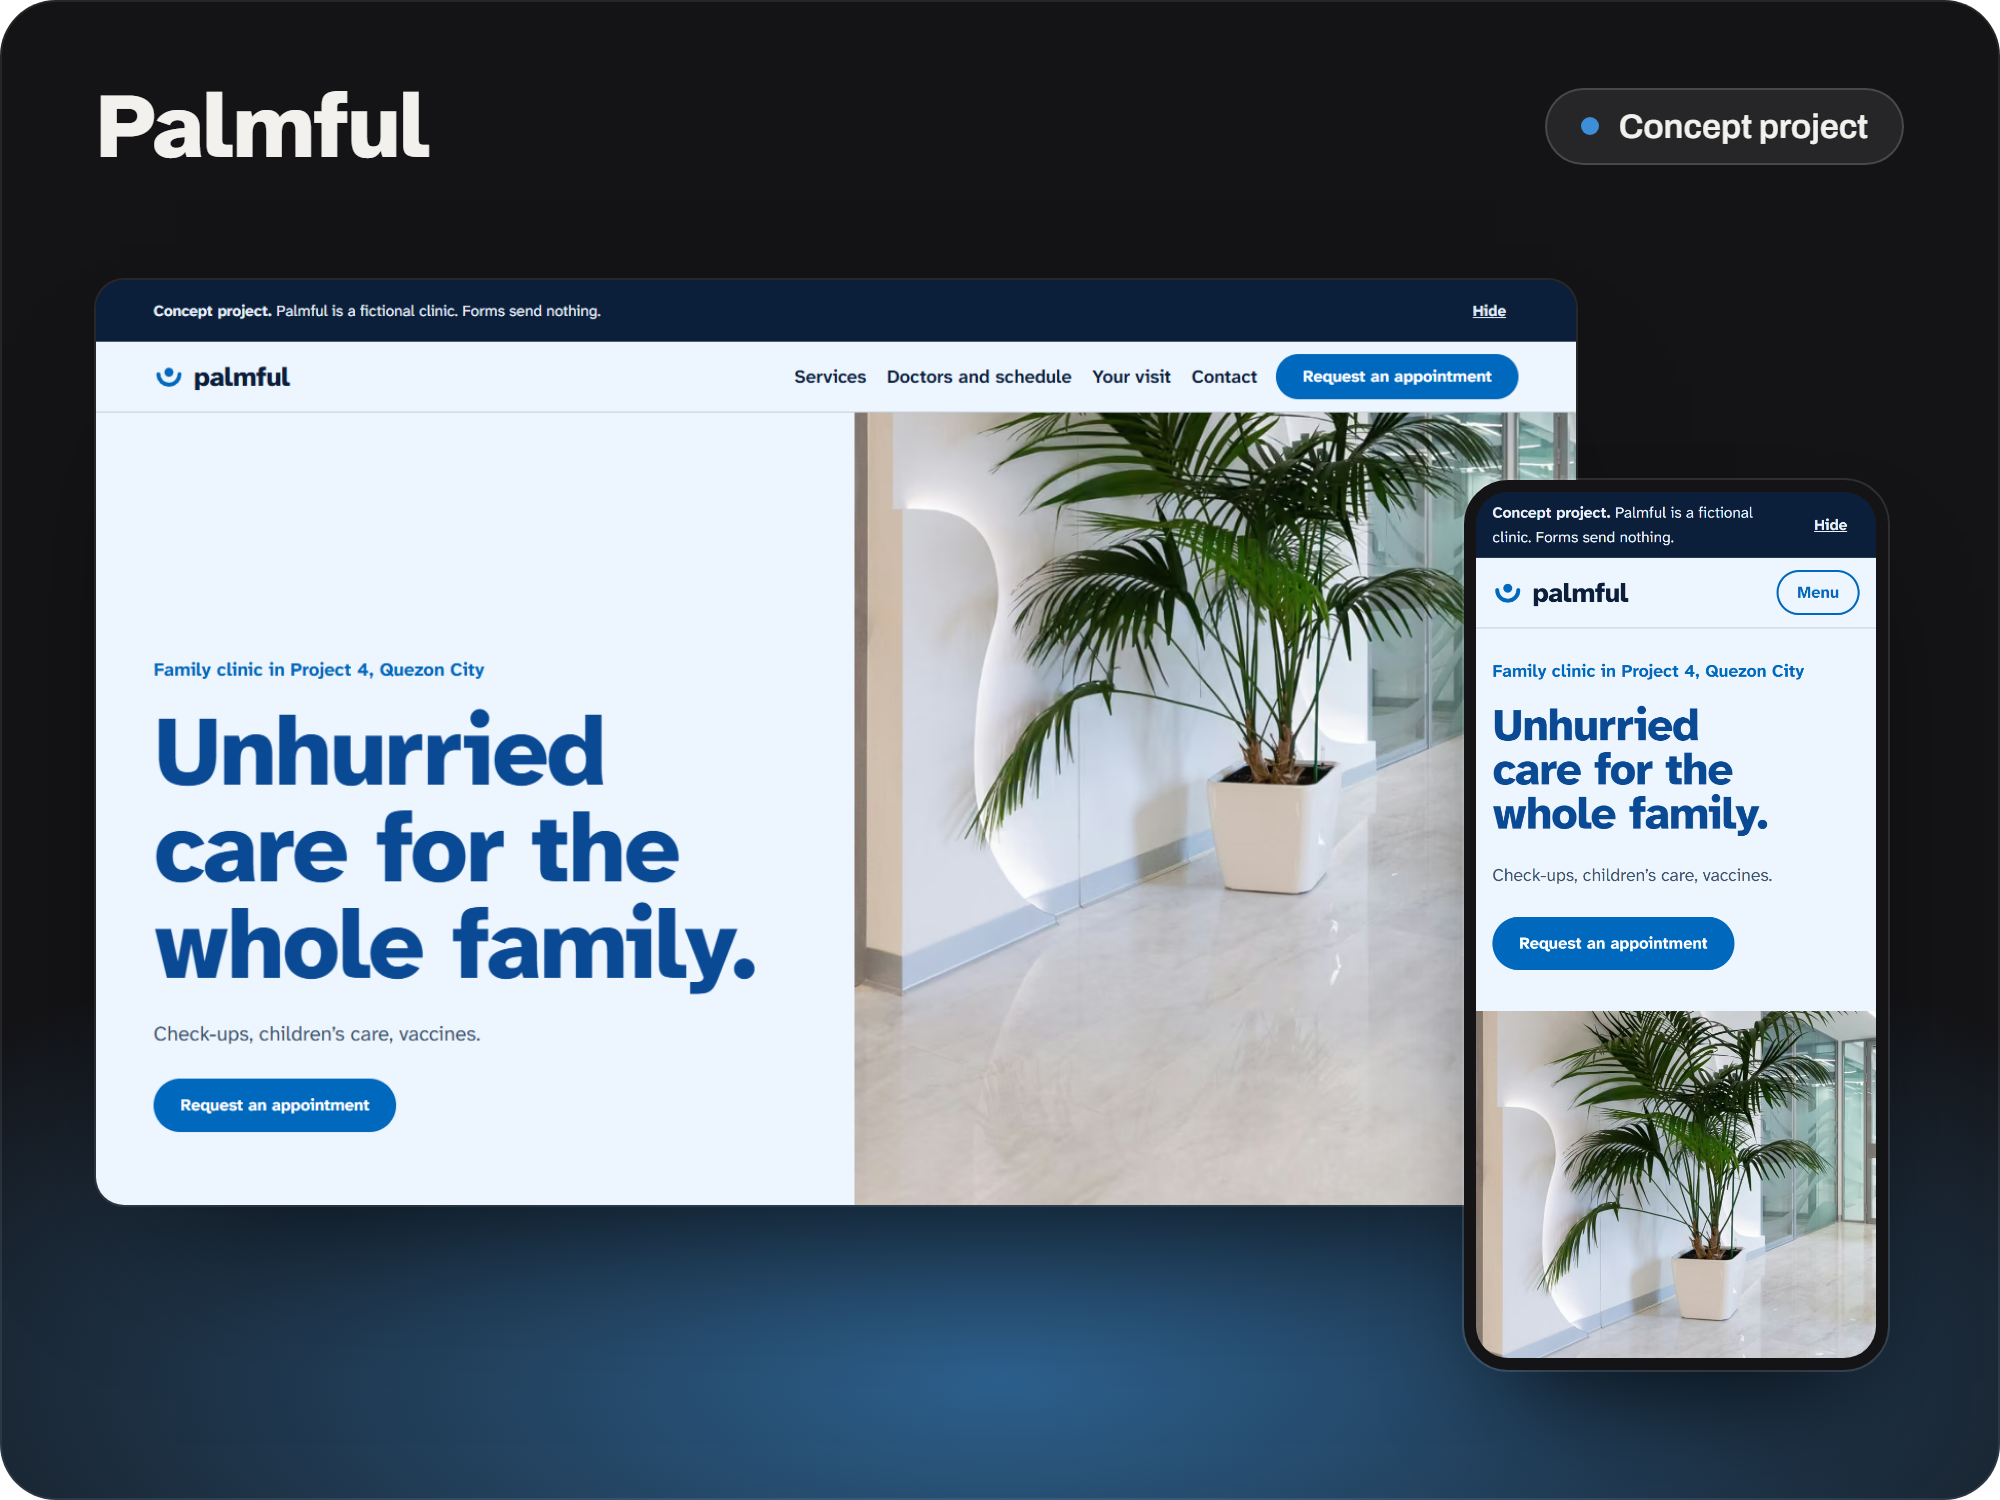 Palmful
Concept project
Concept project. Palmful is a fictional clinic. Forms send nothing.
Hide
palmful
Services
Doctors and schedule
Your visit
Contact
Request an appointment
Family clinic in Project 4, Quezon City
Unhurried
care for the
whole family.
Check-ups, children’s care, vaccines.
Request an appointment
Concept project. Palmful is a fictional
clinic. Forms send nothing.
Hide
palmful
Menu
Family clinic in Project 4, Quezon City
Unhurried
care for the
whole family.
Check-ups, children’s care, vaccines.
Request an appointment